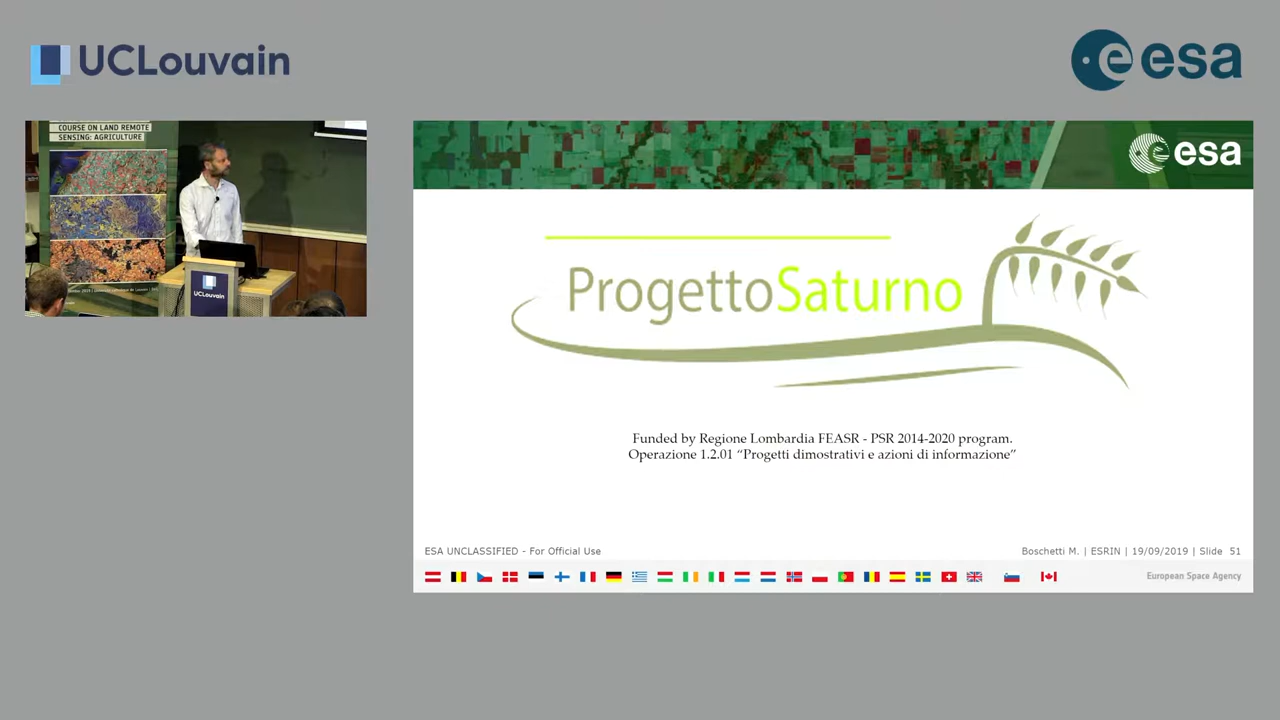 UCLouvain
esa
COURSE ON LAND REMOTE
SENSING: AGRICULTURE
UCLouvain
esa
ProgettoSaturno
Funded by Regione Lombardia FEASR - PSR 2014-2020 program.
Operazione 1.2.01 “Progetti dimostrativi e azioni di informazione”
ESA UNCLASSIFIED - For Official Use
Boschetti M. | ESRIN | 19/09/2019 | Slide 51
European Space Agency